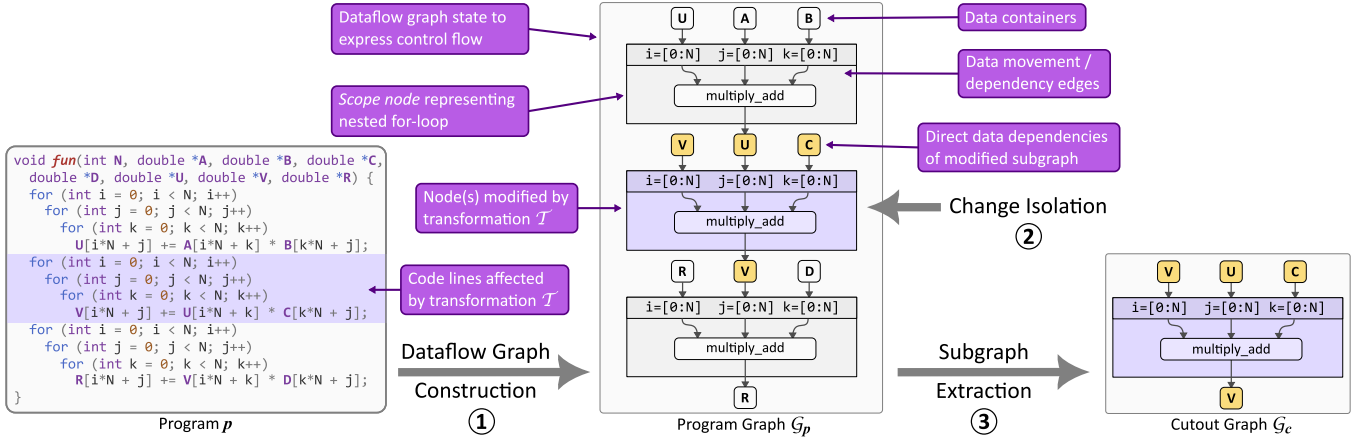 void fun(int N, double *A, double *B, double *C,
double *D, double *U, double *V, double *R) {
for (int i = 0; i < N; i++)
for (int j = 0; j < N; j++)
for (int k = 0; k < N; k++)
U[i*N + j] += A[i*N + k] * B[k*N + j];
for (int i = 0; i < N; i++)
for (int j = 0; j < N; j++)
for (int k = 0; k < N; k++)
V[i*N + j] += U[i*N + k] * C[k*N + j];
for (int i = 0; i < N; i++)
for (int j = 0; j < N; j++)
for (int k = 0; k < N; k++)
R[i*N + j] += V[i*N + k] * D[k*N + j];
}
Program p
Dataflow graph state to
express control flow
Scope node representing
nested for-loop
Node(s) modified by
transformation 𝒯
Code lines affected
by transformation 𝒯
Dataflow Graph
Construction
①
U A B
i=[0:N] j=[0:N] k=[0:N]
multiply_add
V U C
i=[0:N] j=[0:N] k=[0:N]
multiply_add
R V D
i=[0:N] j=[0:N] k=[0:N]
multiply_add
R
Program Graph 𝒢p
Data containers
Data movement /
dependency edges
Direct data dependencies
of modified subgraph
Change Isolation
②
Subgraph
Extraction
③
V U C
i=[0:N] j=[0:N] k=[0:N]
multiply_add
V
Cutout Graph 𝒢c